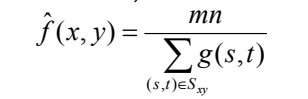 f̂(x, y) = mn / ∑_{(s,t)∈S_{xy}} g(s,t)